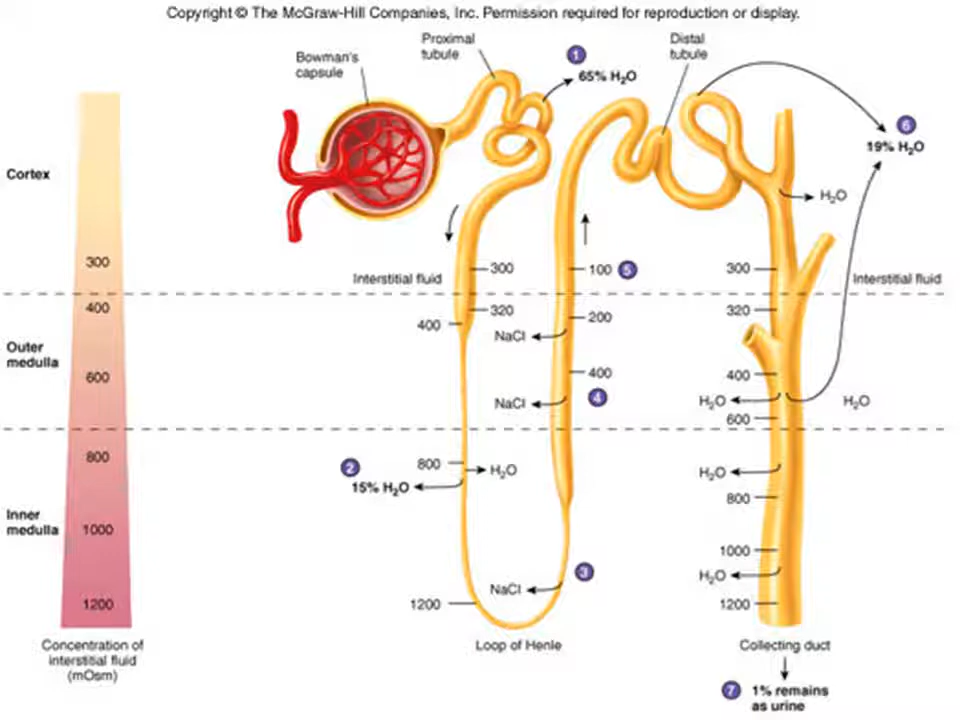 Copyright © The McGraw-Hill Companies, Inc. Permission required for reproduction or display.
Proximal
tubule
Distal
tubule
Bowman's
capsule
1
65% H₂O
6
19% H₂O
Cortex
H₂O
300
Interstitial fluid
300
100
5
300
Interstitial fluid
400
320
200
320
400
NaCl
Outer
medulla
600
400
400
NaCl
4
H₂O
H₂O
600
800
2
800
H₂O
H₂O
15% H₂O
800
Inner
medulla
1000
1000
3
NaCl
H₂O
1200
1200
1200
Concentration of
interstitial fluid
(mOsm)
Loop of Henle
Collecting duct
7
1% remains
as urine